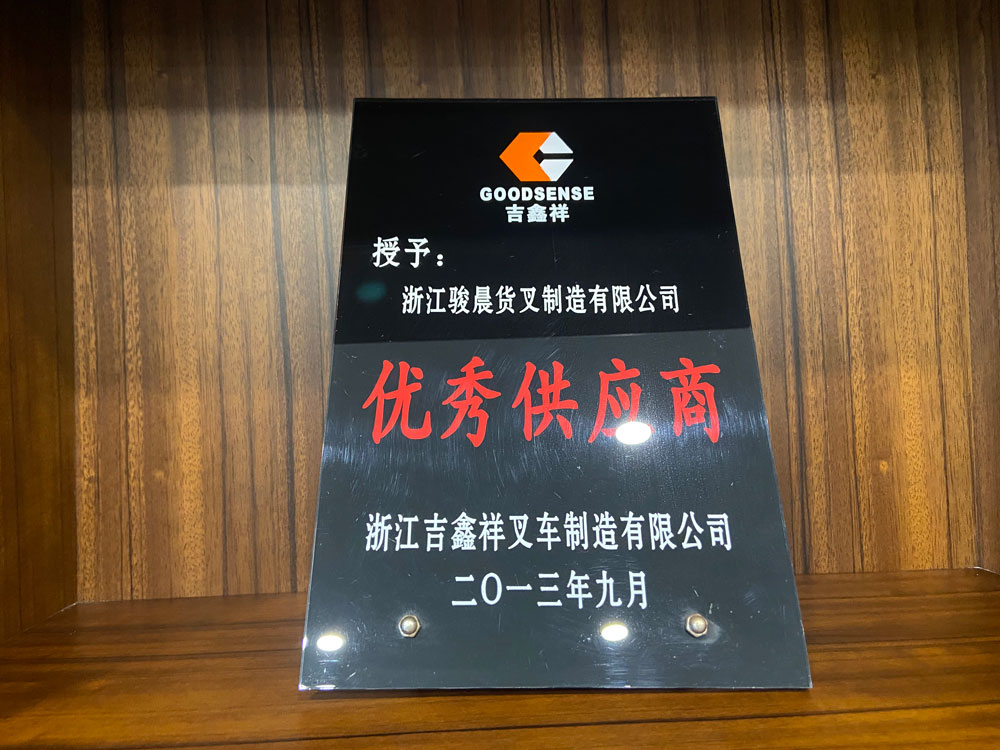 GOODSENSE
吉鑫祥
授予：
浙江骏晨货叉制造有限公司
优秀供应商
浙江吉鑫祥叉车制造有限公司
二〇一三年九月